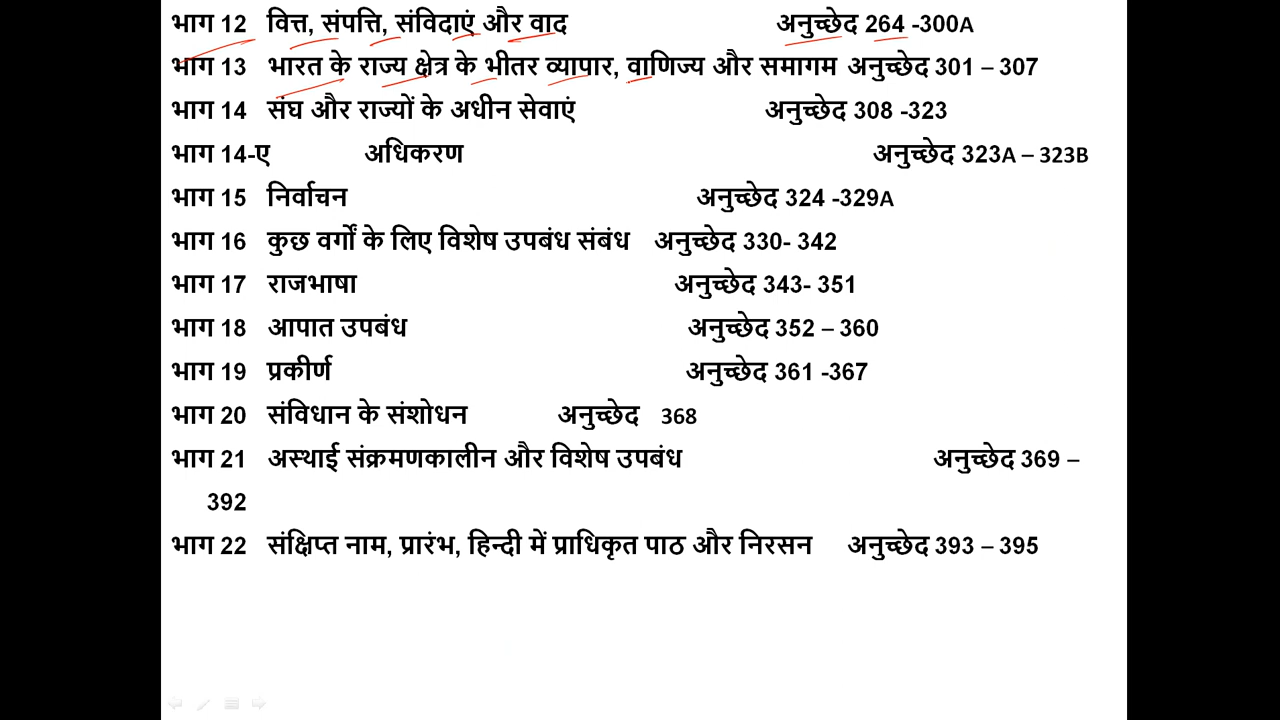 भाग 12 वित्त, संपत्ति, संविदाएं और वाद अनुच्छेद 264 -300A
भाग 13 भारत के राज्य क्षेत्र के भीतर व्यापार, वाणिज्य और समागम अनुच्छेद 301 – 307
भाग 14 संघ और राज्यों के अधीन सेवाएं अनुच्छेद 308 -323
भाग 14-ए अधिकरण अनुच्छेद 323A – 323B
भाग 15 निर्वाचन अनुच्छेद 324 -329A
भाग 16 कुछ वर्गों के लिए विशेष उपबंध संबंध अनुच्छेद 330- 342
भाग 17 राजभाषा अनुच्छेद 343- 351
भाग 18 आपात उपबंध अनुच्छेद 352 – 360
भाग 19 प्रकीर्ण अनुच्छेद 361 -367
भाग 20 संविधान के संशोधन अनुच्छेद 368
भाग 21 अस्थाई संक्रमणकालीन और विशेष उपबंध अनुच्छेद 369 –
392
भाग 22 संक्षिप्त नाम, प्रारंभ, हिन्दी में प्राधिकृत पाठ और निरसन अनुच्छेद 393 – 395